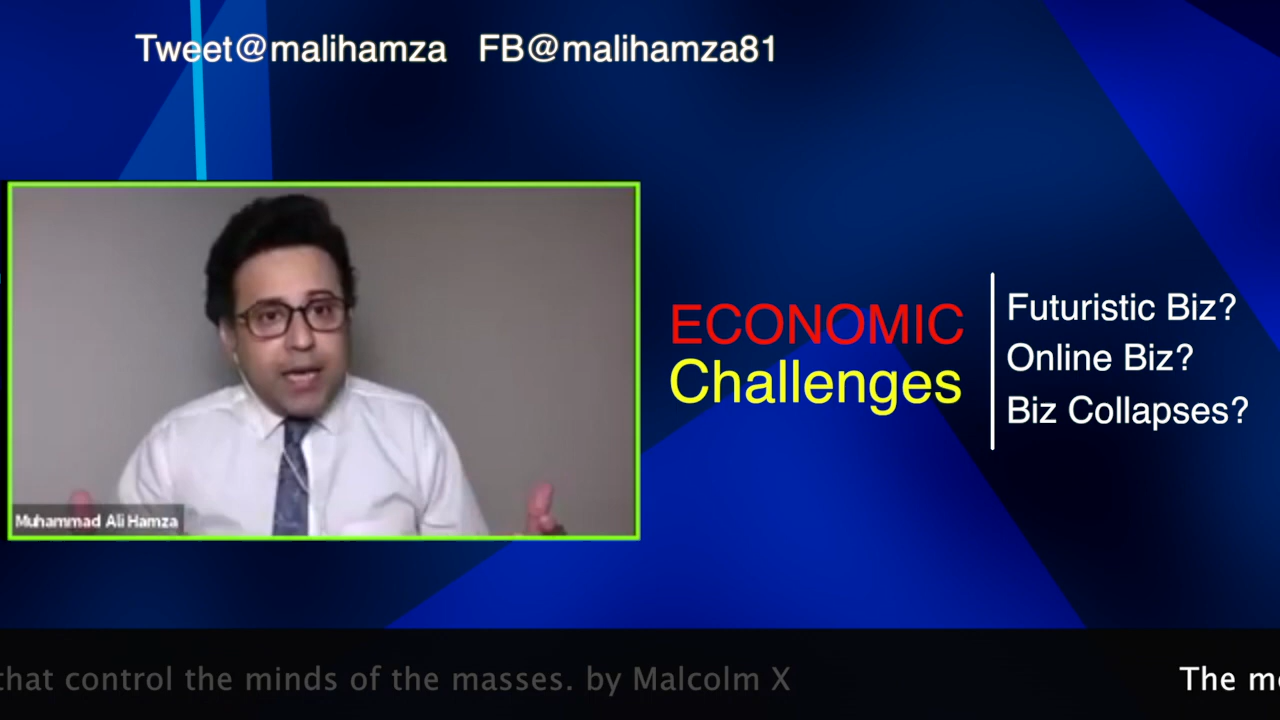 Tweet@malihamza FB@malihamza81
ECONOMIC
Challenges
Futuristic Biz?
Online Biz?
Biz Collapses?
Muhammad Ali Hamza
that control the minds of the masses. by Malcolm X
The